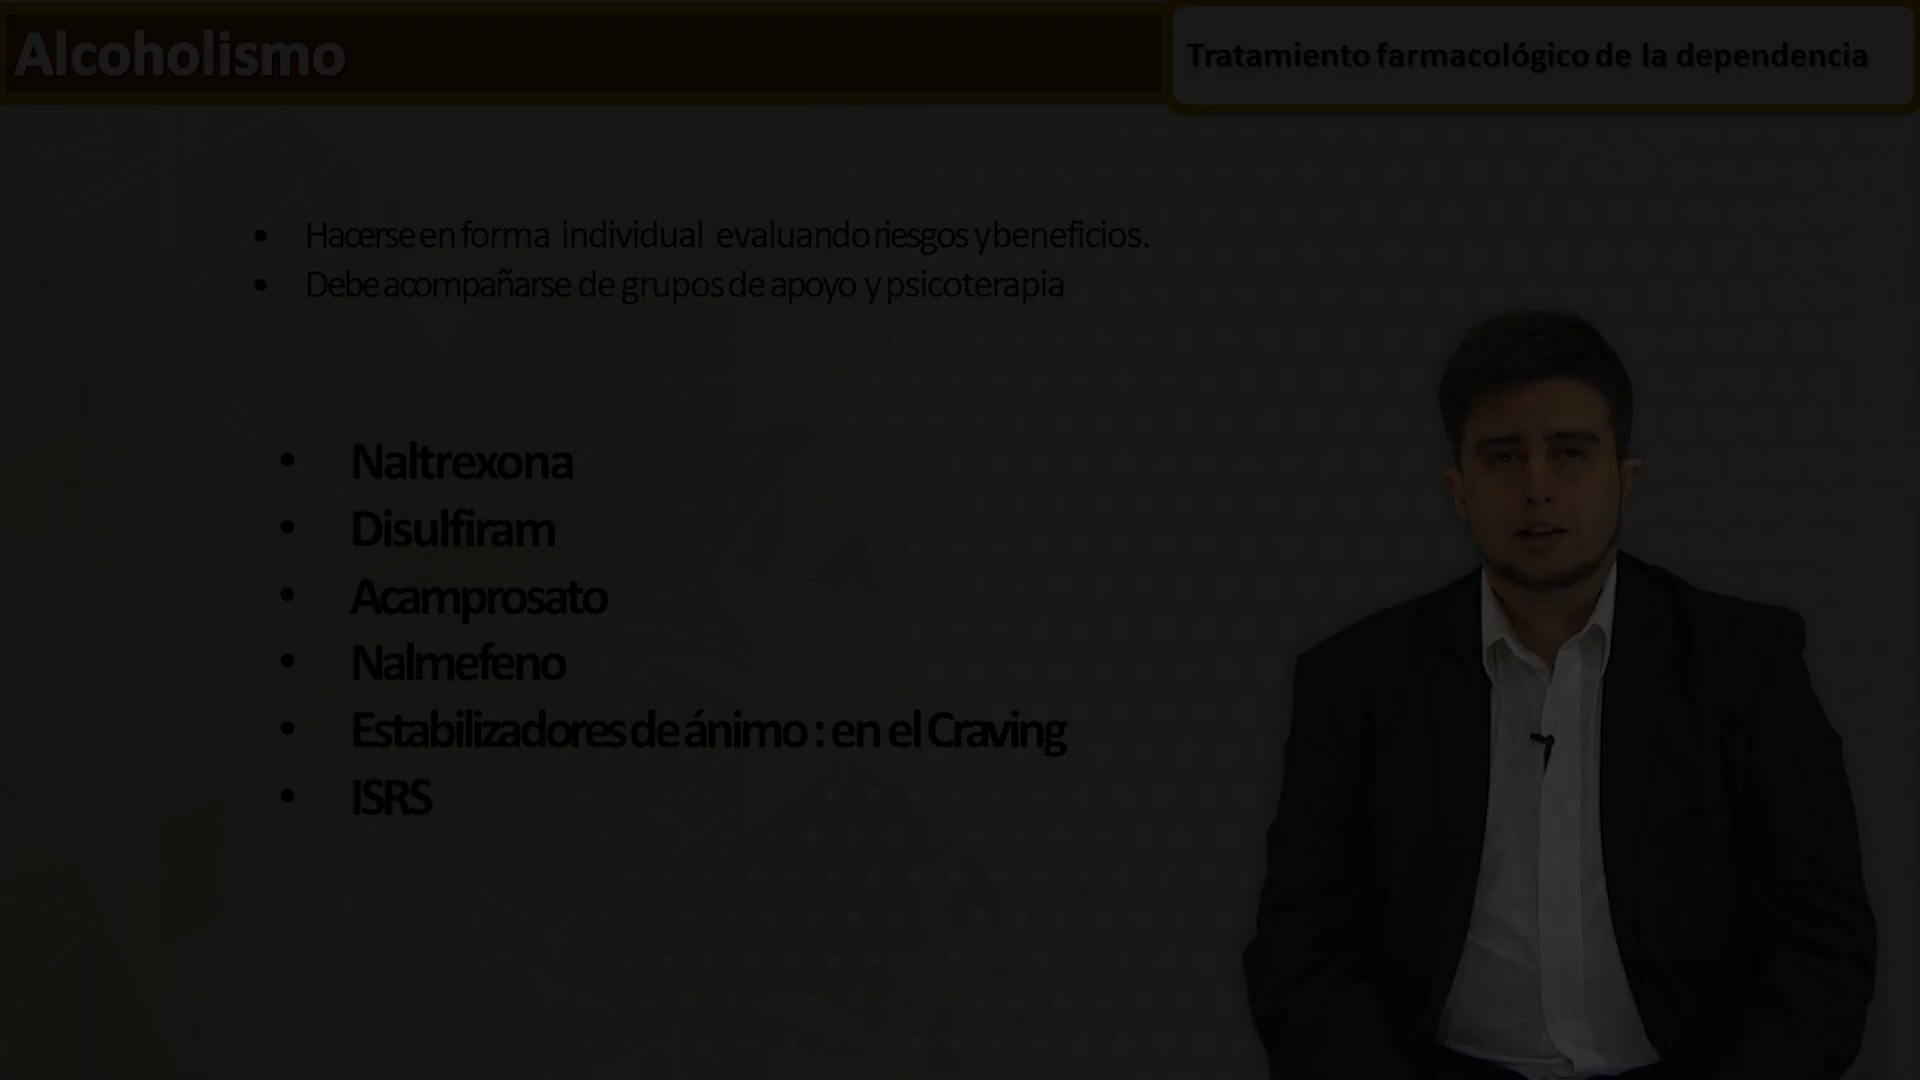 Alcoholismo
Tratamiento farmacológico de la dependencia
• Hacerse en forma individual evaluando riesgos y beneficios.
• Debe acompañarse de grupos de apoyo y psicoterapia
• Naltrexona
• Disulfiram
• Acamprosato
• Nalmefeno
• Estabilizadores de ánimo : en el Craving
• ISRS